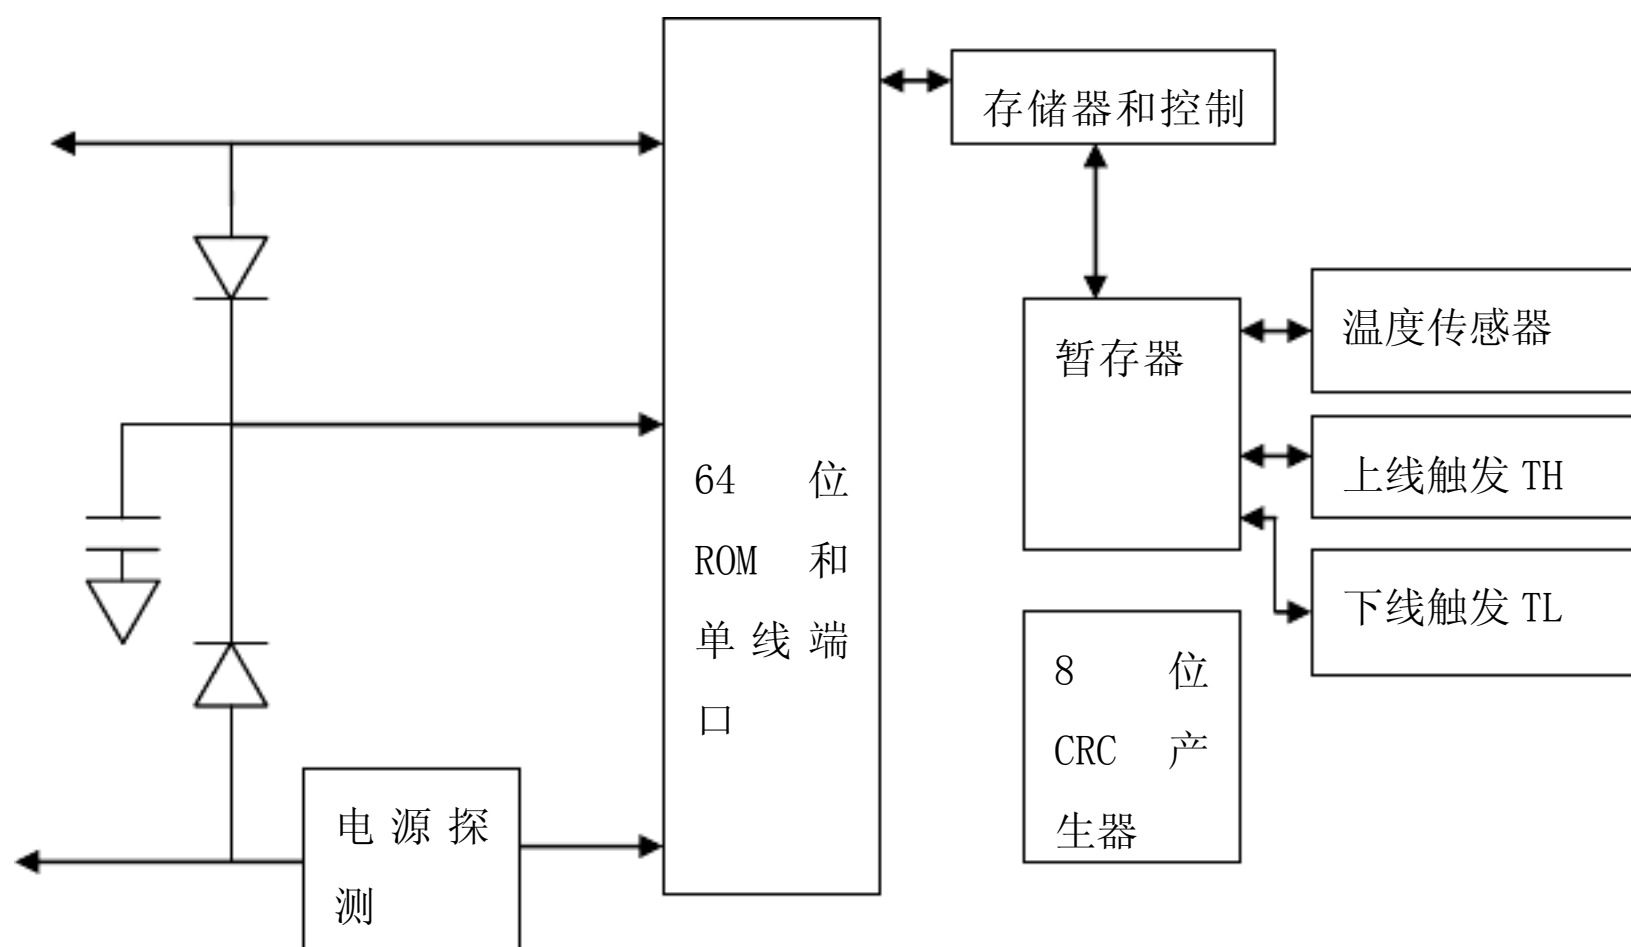 存储器和控制
温度传感器
暂存器
上线触发 TH
64 位
ROM 和
单线端
口
下线触发 TL
8 位
CRC 产
生器
电源探
测